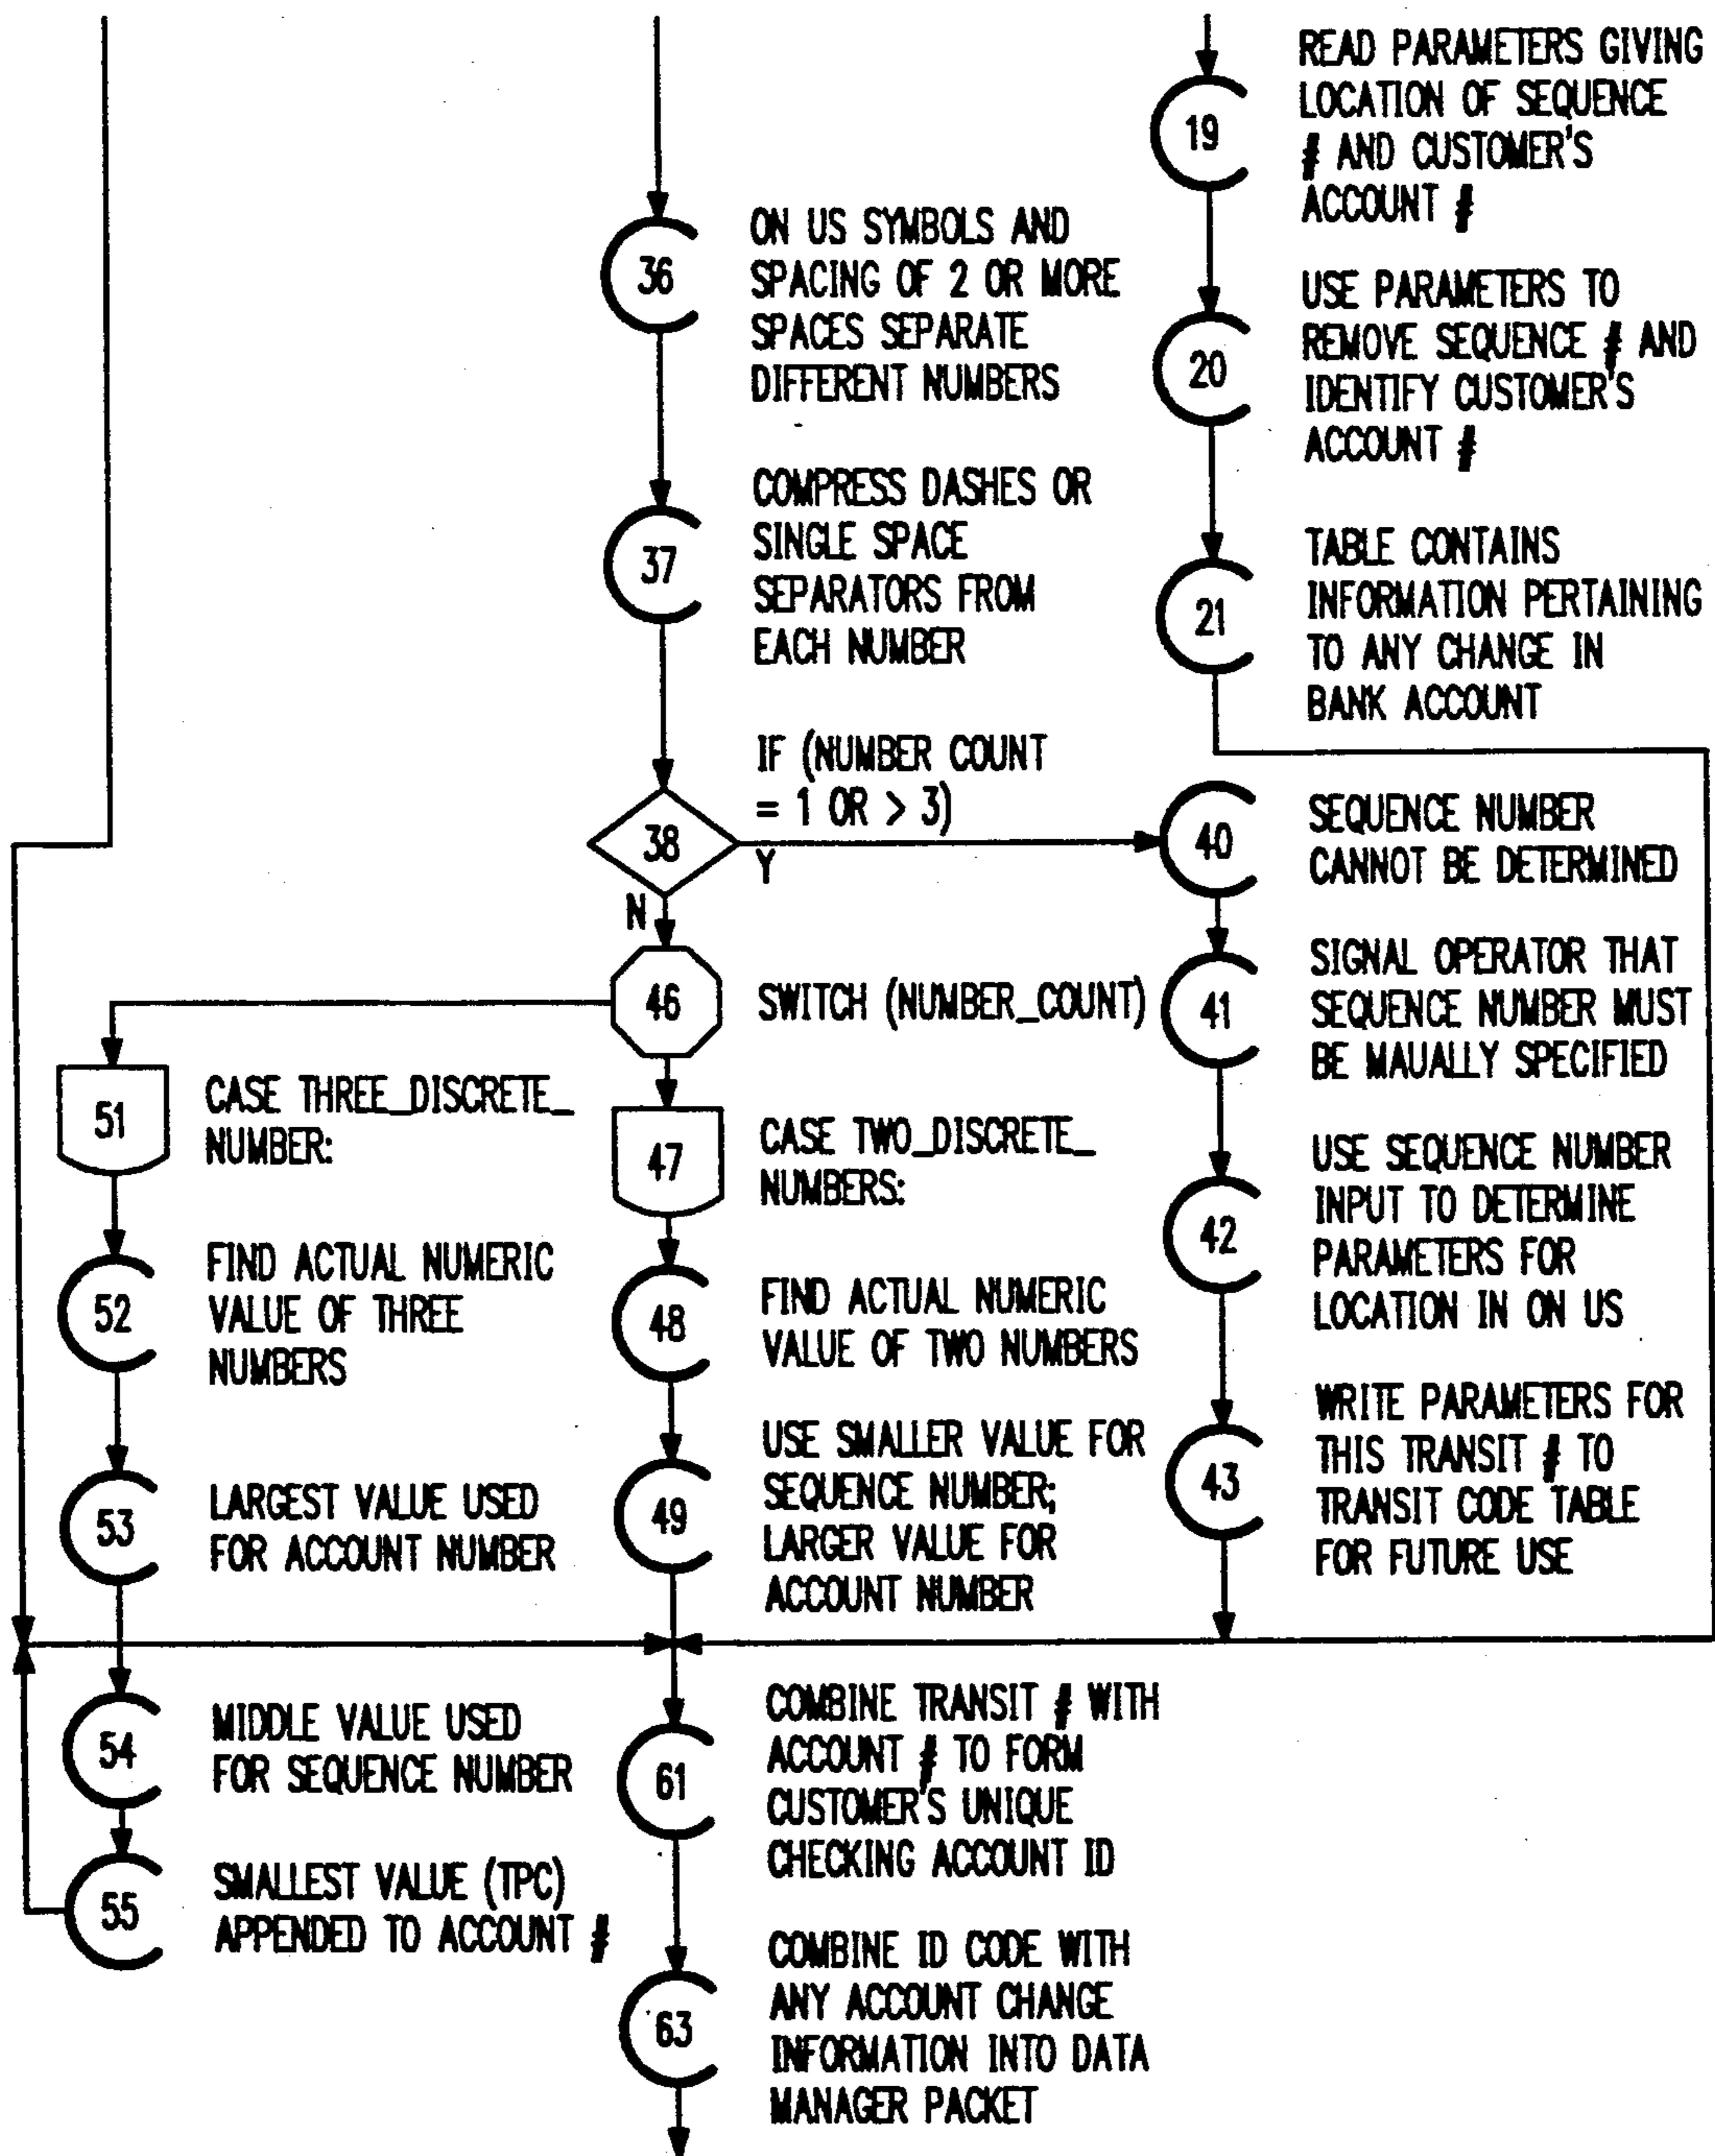 19
READ PARAMETERS GIVING
LOCATION OF SEQUENCE
# AND CUSTOMER'S
ACCOUNT #
36
ON US SYMBOLS AND
SPACING OF 2 OR MORE
SPACES SEPARATE
DIFFERENT NUMBERS
20
USE PARAMETERS TO
REMOVE SEQUENCE # AND
IDENTIFY CUSTOMER'S
ACCOUNT #
37
COMPRESS DASHES OR
SINGLE SPACE
SEPARATORS FROM
EACH NUMBER
21
TABLE CONTAINS
INFORMATION PERTAINING
TO ANY CHANGE IN
BANK ACCOUNT
38
IF (NUMBER COUNT
= 1 OR > 3)
Y
N
40
SEQUENCE NUMBER
CANNOT BE DETERMINED
46
SWITCH (NUMBER_COUNT)
41
SIGNAL OPERATOR THAT
SEQUENCE NUMBER MUST
BE MAUALLY SPECIFIED
51
CASE THREE_DISCRETE_
NUMBER:
47
CASE TWO_DISCRETE_
NUMBERS:
42
USE SEQUENCE NUMBER
INPUT TO DETERMINE
PARAMETERS FOR
LOCATION IN ON US
52
FIND ACTUAL NUMERIC
VALUE OF THREE
NUMBERS
48
FIND ACTUAL NUMERIC
VALUE OF TWO NUMBERS
43
WRITE PARAMETERS FOR
THIS TRANSIT # TO
TRANSIT CODE TABLE
FOR FUTURE USE
53
LARGEST VALUE USED
FOR ACCOUNT NUMBER
49
USE SMALLER VALUE FOR
SEQUENCE NUMBER;
LARGER VALUE FOR
ACCOUNT NUMBER
54
MIDDLE VALUE USED
FOR SEQUENCE NUMBER
61
COMBINE TRANSIT # WITH
ACCOUNT # TO FORM
CUSTOMER'S UNIQUE
CHECKING ACCOUNT ID
55
SMALLEST VALUE (TPC)
APPENDED TO ACCOUNT #
63
COMBINE ID CODE WITH
ANY ACCOUNT CHANGE
INFORMATION INTO DATA
MANAGER PACKET